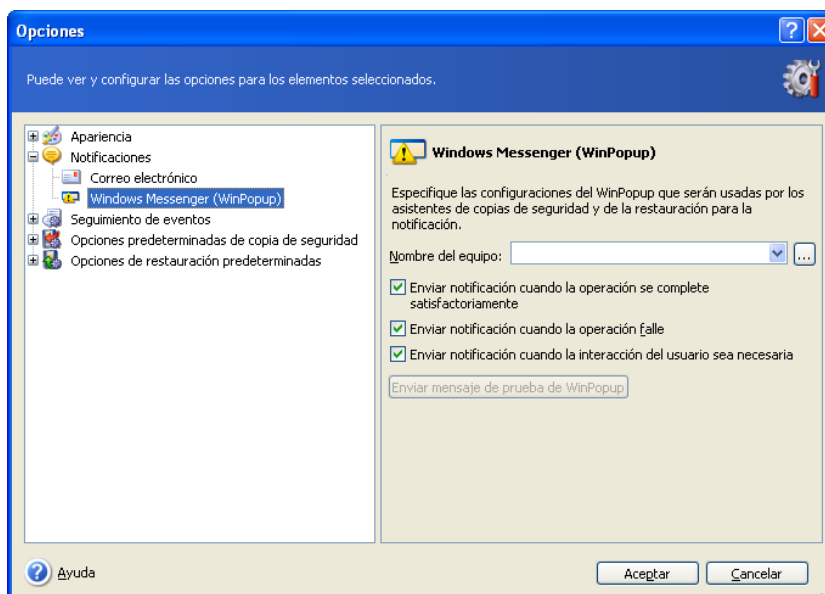 Opciones
Puede ver y configurar las opciones para los elementos seleccionados.
Apariencia
Notificaciones
Correo electrónico
Windows Messenger (WinPopup)
Seguimiento de eventos
Opciones predeterminadas de copia de seguridad
Opciones de restauración predeterminadas
Windows Messenger (WinPopup)
Especifique las configuraciones del WinPopup que serán usadas por los
asistentes de copias de seguridad y de la restauración para la
notificación.
Nombre del equipo:
...
Enviar notificación cuando la operación se complete
satisfactoriamente
Enviar notificación cuando la operación falle
Enviar notificación cuando la interacción del usuario sea necesaria
Enviar mensaje de prueba de WinPopup
Ayuda
Aceptar
Cancelar